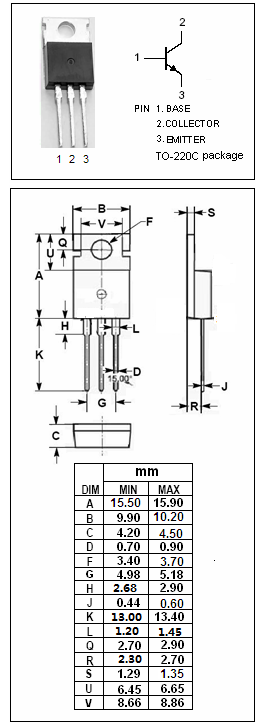 2
1
3
PIN 1. BASE
2.COLLECTOR
3. EMITTER
TO-220C package
1 2 3
B
V
F
S
Q
U
A
H
L
K
D
15.00°
G
J
R
C
mm
DIM MIN MAX
A 15.50 15.90
B 9.90 10.20
C 4.20 4.50
D 0.70 0.90
F 3.40 3.70
G 4.98 5.18
H 2.68 2.90
J 0.44 0.60
K 13.00 13.40
L 1.20 1.45
Q 2.70 2.90
R 2.30 2.70
S 1.29 1.35
U 6.45 6.65
V 8.66 8.86